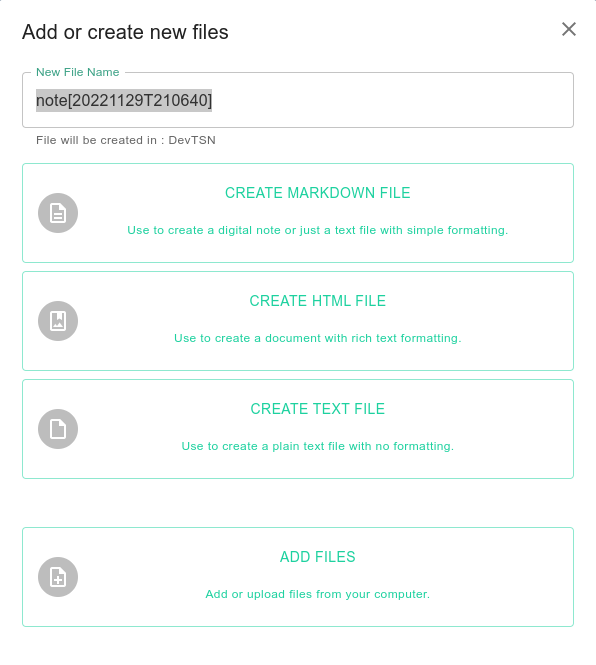 Add or create new files
New File Name
note[20221129T210640]
File will be created in : DevTSN
CREATE MARKDOWN FILE
Use to create a digital note or just a text file with simple formatting.
CREATE HTML FILE
Use to create a document with rich text formatting.
CREATE TEXT FILE
Use to create a plain text file with no formatting.
ADD FILES
Add or upload files from your computer.